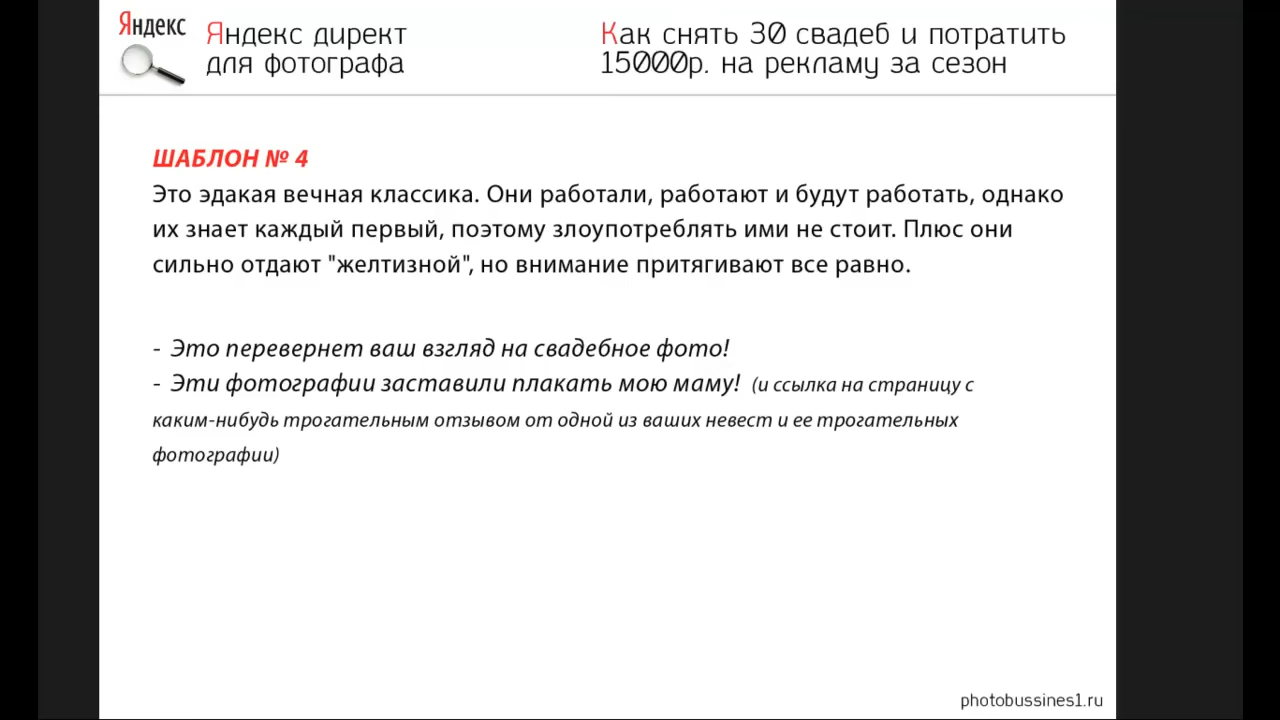 Яндекс
Яндекс директ
для фотографа
Как снять 30 свадеб и потратить
15000р. на рекламу за сезон
ШАБЛОН № 4
Это эдакая вечная классика. Они работали, работают и будут работать, однако
их знает каждый первый, поэтому злоупотреблять ими не стоит. Плюс они
сильно отдают "желтизной", но внимание притягивают все равно.
- Это перевернет ваш взгляд на свадебное фото!
- Эти фотографии заставили плакать мою маму! (и ссылка на страницу с
каким-нибудь трогательным отзывом от одной из ваших невест и ее трогательных
фотографии)
photobussines1.ru